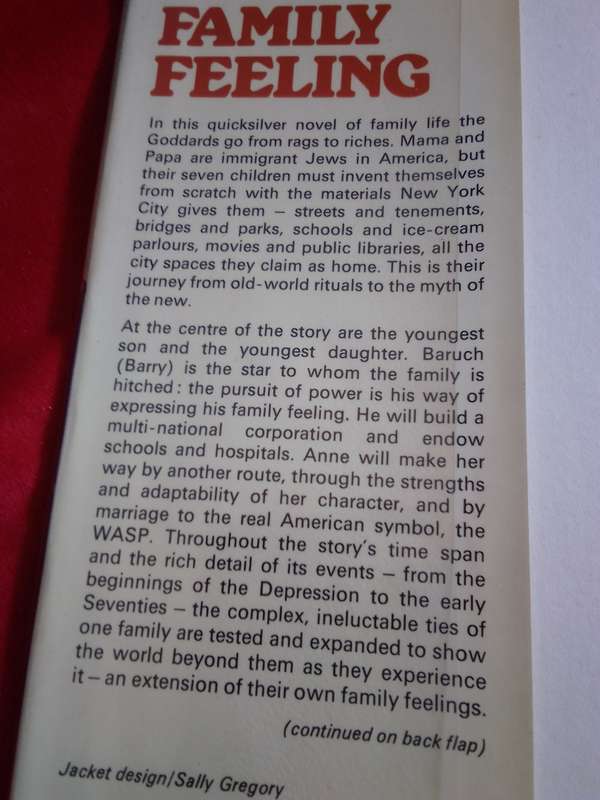 FAMILY
FEELING
In this quicksilver novel of family life the
Goddards go from rags to riches. Mama and
Papa are immigrant Jews in America, but
their seven children must invent themselves
from scratch with the materials New York
City gives them – streets and tenements,
bridges and parks, schools and ice-cream
parlours, movies and public libraries, all the
city spaces they claim as home. This is their
journey from old-world rituals to the myth of
the new.
At the centre of the story are the youngest
son and the youngest daughter. Baruch
(Barry) is the star to whom the family is
hitched: the pursuit of power is his way of
expressing his family feeling. He will build a
multi-national corporation and endow
schools and hospitals. Anne will make her
way by another route, through the strengths
and adaptability of her character, and by
marriage to the real American symbol, the
WASP. Throughout the story's time span
and the rich detail of its events – from the
beginnings of the Depression to the early
Seventies – the complex, ineluctable ties of
one family are tested and expanded to show
the world beyond them as they experience
it – an extension of their own family feelings.
(continued on back flap)
Jacket design/Sally Gregory